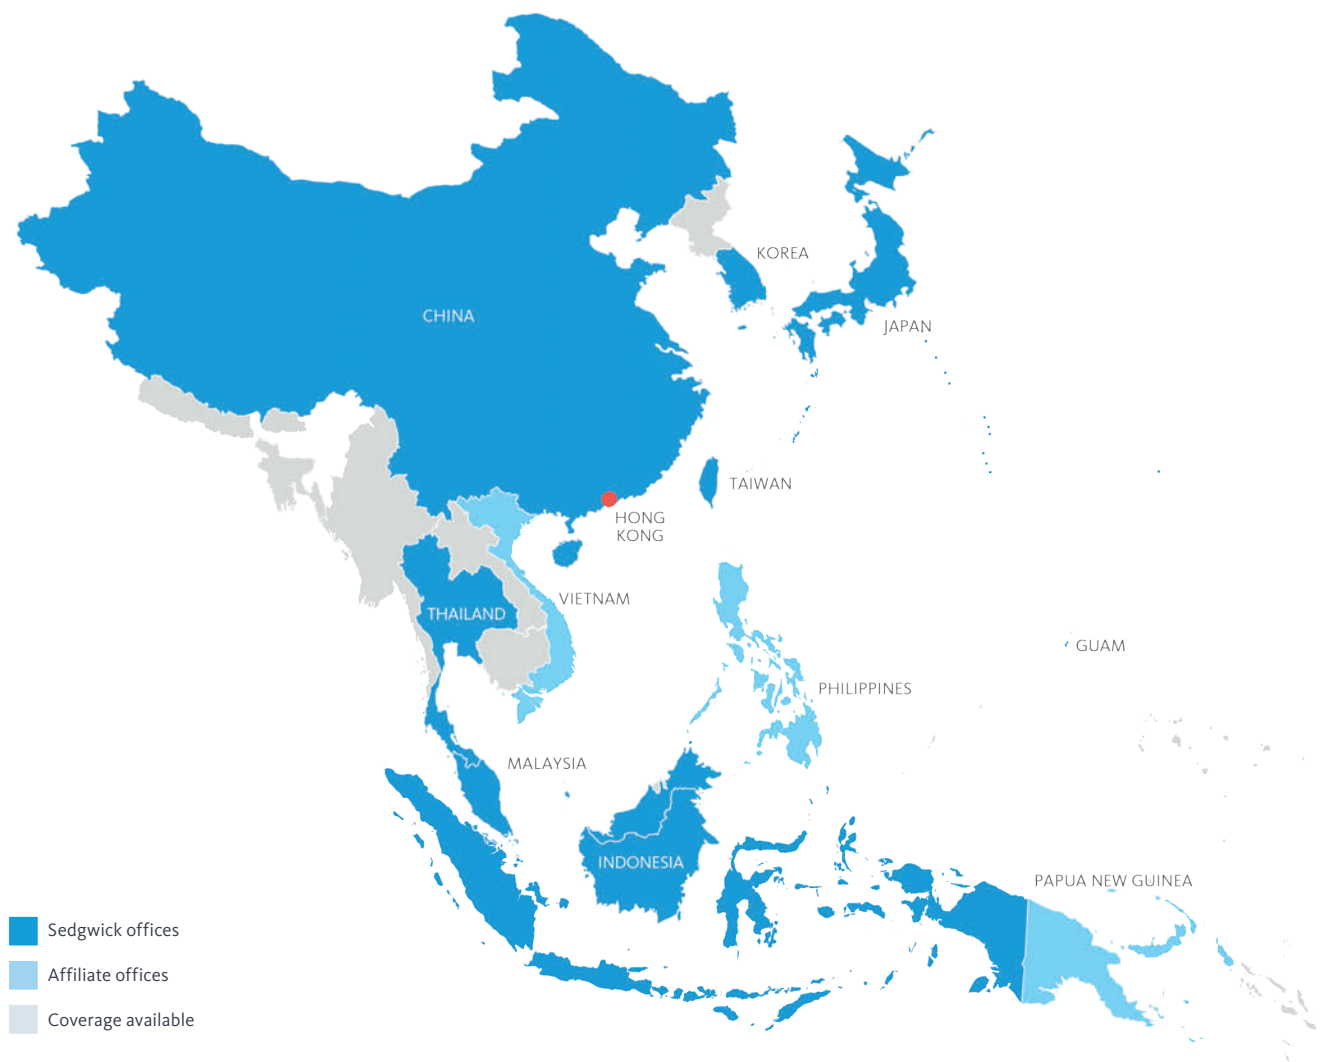 KOREA
CHINA
JAPAN
TAIWAN
HONG
KONG
VIETNAM
THAILAND
GUAM
PHILIPPINES
MALAYSIA
INDONESIA
PAPUA NEW GUINEA
Sedgwick offices
Affiliate offices
Coverage available